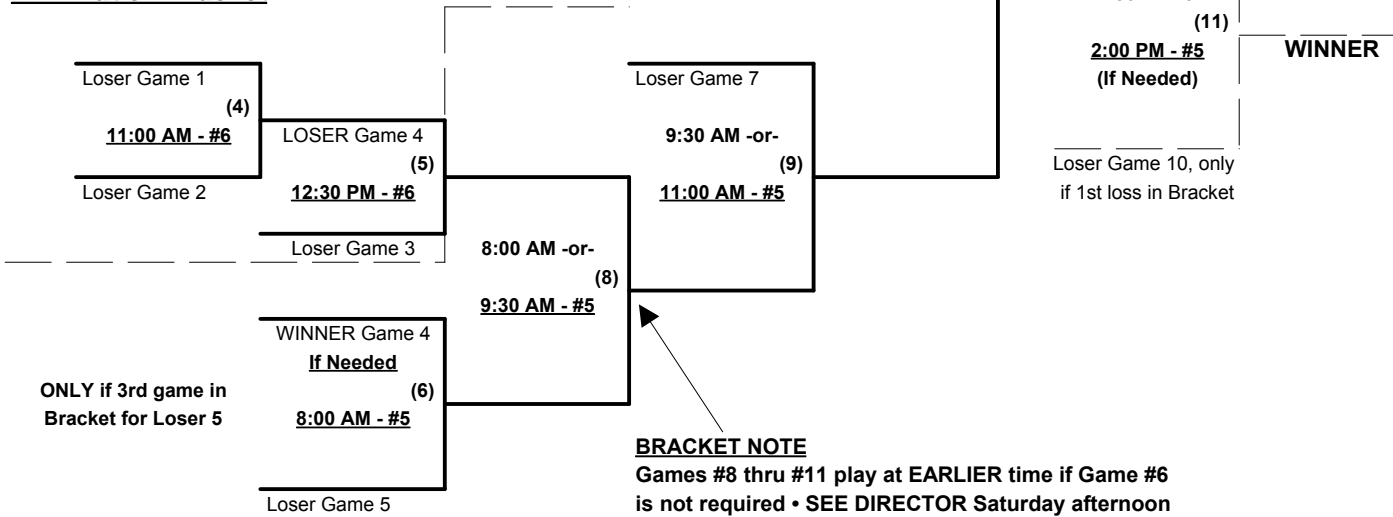 (11)
2:00 PM - #5
(If Needed)
WINNER
Loser Game 10, only
if 1st loss in Bracket
Loser Game 1
(4)
11:00 AM - #6
Loser Game 2
LOSER Game 4
(5)
12:30 PM - #6
Loser Game 3
Loser Game 7
9:30 AM -or-
(9)
11:00 AM - #5
8:00 AM -or-
(8)
9:30 AM - #5
WINNER Game 4
If Needed
(6)
8:00 AM - #5
Loser Game 5
ONLY if 3rd game in
Bracket for Loser 5
BRACKET NOTE
Games #8 thru #11 play at EARLIER time if Game #6
is not required • SEE DIRECTOR Saturday afternoon